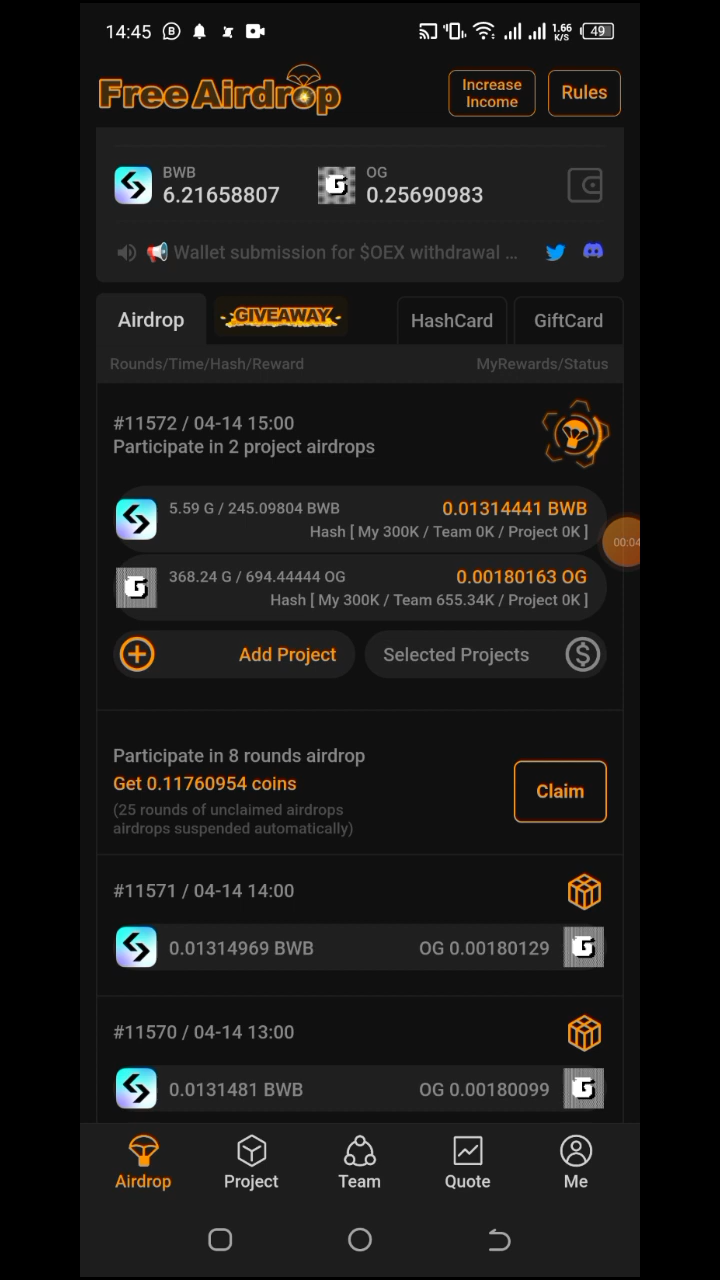 14:45
1.66 K/S
49
Free Airdrop
Increase Income
Rules
BWB
6.21658807
OG
0.25690983
Wallet submission for $OEX withdrawal ...
Airdrop
GIVEAWAY
HashCard
GiftCard
Rounds/Time/Hash/Reward
MyRewards/Status
#11572 / 04-14 15:00
Participate in 2 project airdrops
5.59 G / 245.09804 BWB
0.01314441 BWB
Hash [ My 300K / Team 0K / Project 0K ]
00:04
368.24 G / 694.44444 OG
0.00180163 OG
Hash [ My 300K / Team 655.34K / Project 0K ]
Add Project
Selected Projects
Participate in 8 rounds airdrop
Get 0.11760954 coins
(25 rounds of unclaimed airdrops
airdrops suspended automatically)
Claim
#11571 / 04-14 14:00
0.01314969 BWB
OG 0.00180129
#11570 / 04-14 13:00
0.0131481 BWB
OG 0.00180099
Airdrop
Project
Team
Quote
Me